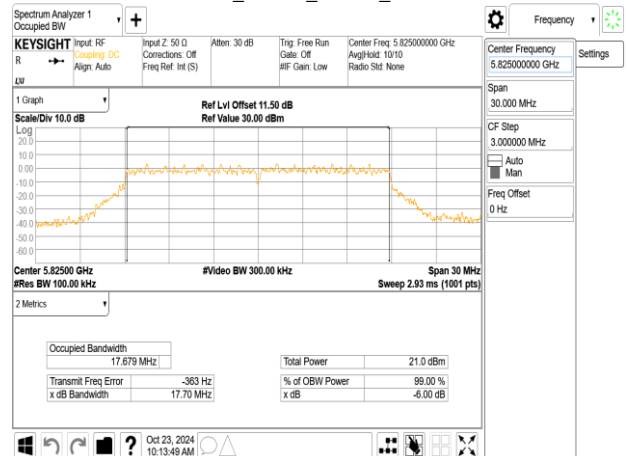 Spectrum Analyzer 1
Occupied BW
Frequency
KEYSIGHT Input: RF Input Z: 50 Ω Atten: 30 dB Trig: Free Run Center Freq: 5.825000000 GHz
R Coupling: DC Corrections: Off Gate: Off Avg|Hold: 10/10
Align: Auto Freq Ref: Int (S) #IF Gain: Low Radio Std: None
LXI
Center Frequency
5.825000000 GHz
Settings
Span
30.000 MHz
CF Step
3.000000 MHz
Auto
Man
Freq Offset
0 Hz
1 Graph
Ref Lvl Offset 11.50 dB
Scale/Div 10.0 dB Ref Value 30.00 dBm
Log
20.0
10.0
0.00
-10.0
-20.0
-30.0
-40.0
-50.0
-60.0
Center 5.82500 GHz #Video BW 300.00 kHz Span 30 MHz
#Res BW 100.00 kHz Sweep 2.93 ms (1001 pts)
2 Metrics
Occupied Bandwidth
17.679 MHz Total Power 21.0 dBm
Transmit Freq Error -363 Hz % of OBW Power 99.00 %
x dB Bandwidth 17.70 MHz x dB -6.00 dB
Oct 23, 2024
10:13:49 AM